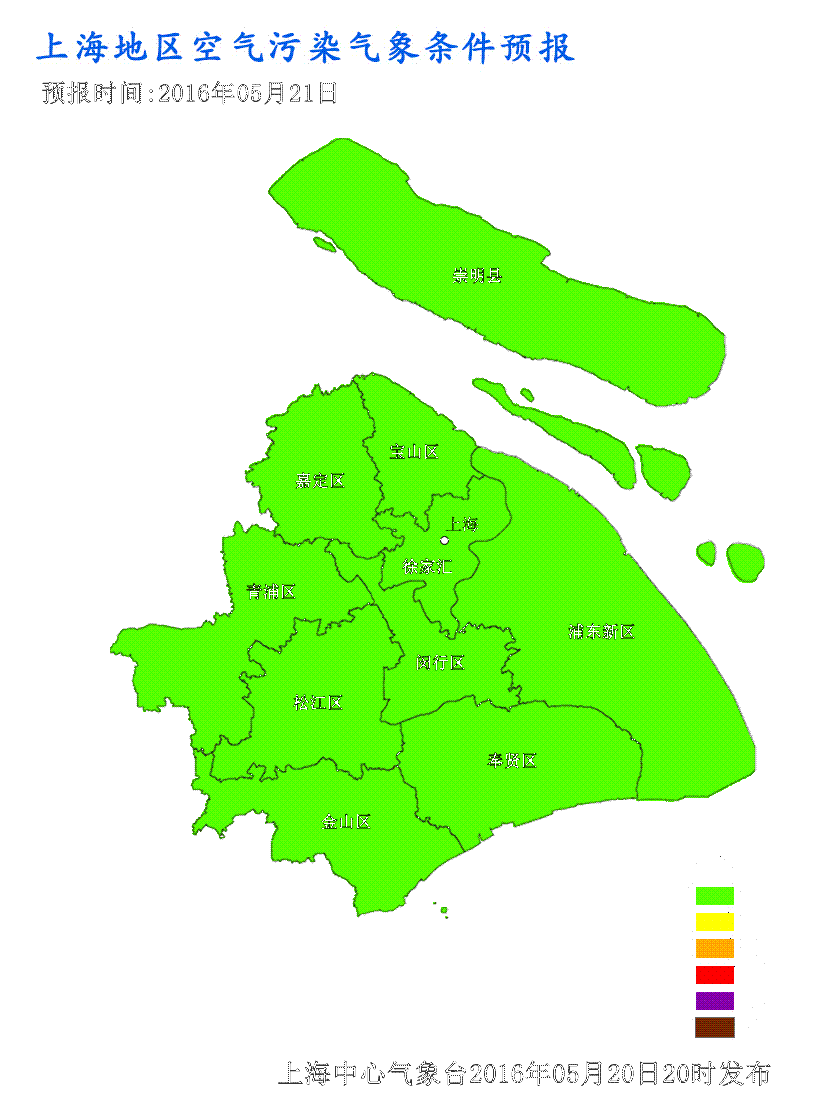 上海地区空气污染气象条件预报
预报时间:2016年05月21日
崇明县
宝山区
嘉定区
上海
徐家汇
青浦区
浦东新区
闵行区
松江区
奉贤区
金山区
上海中心气象台2016年05月20日20时发布